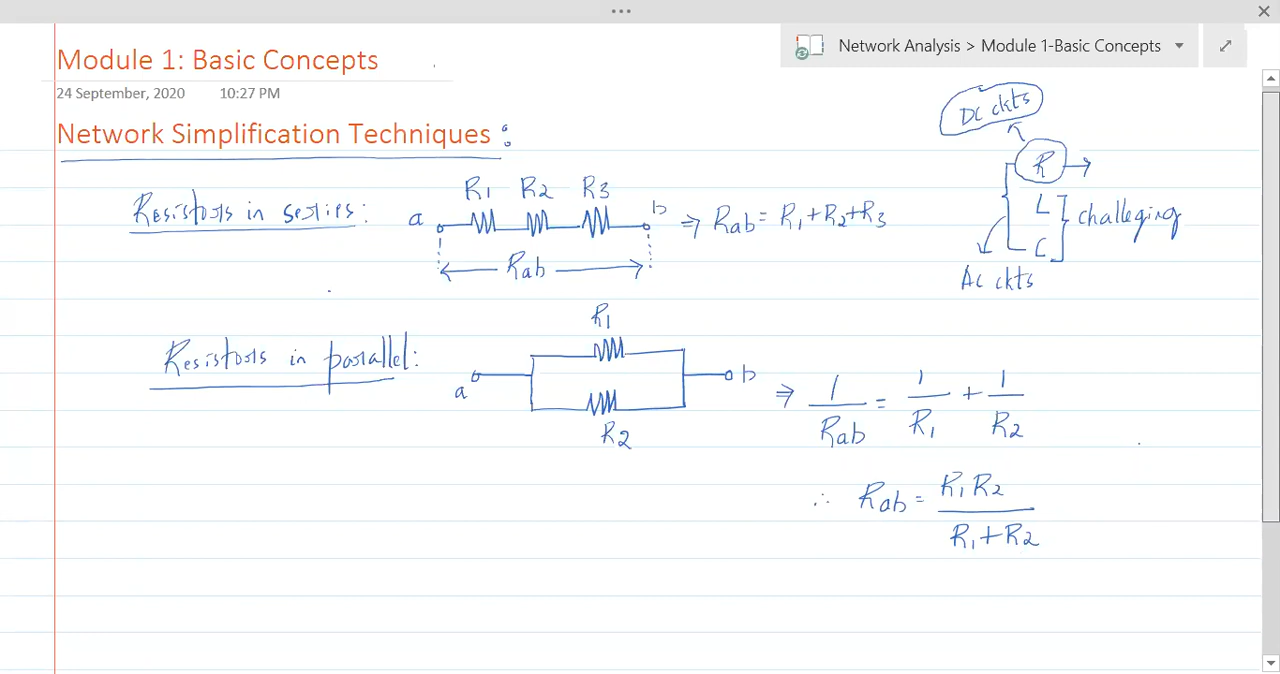 Network Analysis > Module 1-Basic Concepts
Module 1: Basic Concepts
24 September, 2020 10:27 PM
Network Simplification Techniques :
DC ckts
R
L
C
challeging
AC ckts
Resistors in series:
R1 R2 R3
a b
Rab
⇒ Rab = R1+R2+R3
Resistors in parallel:
R1
a b
R2
⇒ 1/Rab = 1/R1 + 1/R2
∴ Rab = R1R2/R1+R2